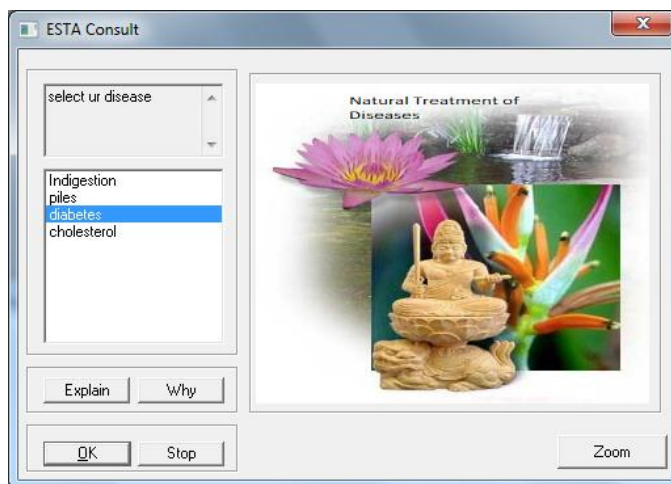 ESTA Consult
select ur disease
Indigestion
piles
diabetes
cholesterol
Explain
Why
OK
Stop
Natural Treatment of
Diseases
Zoom